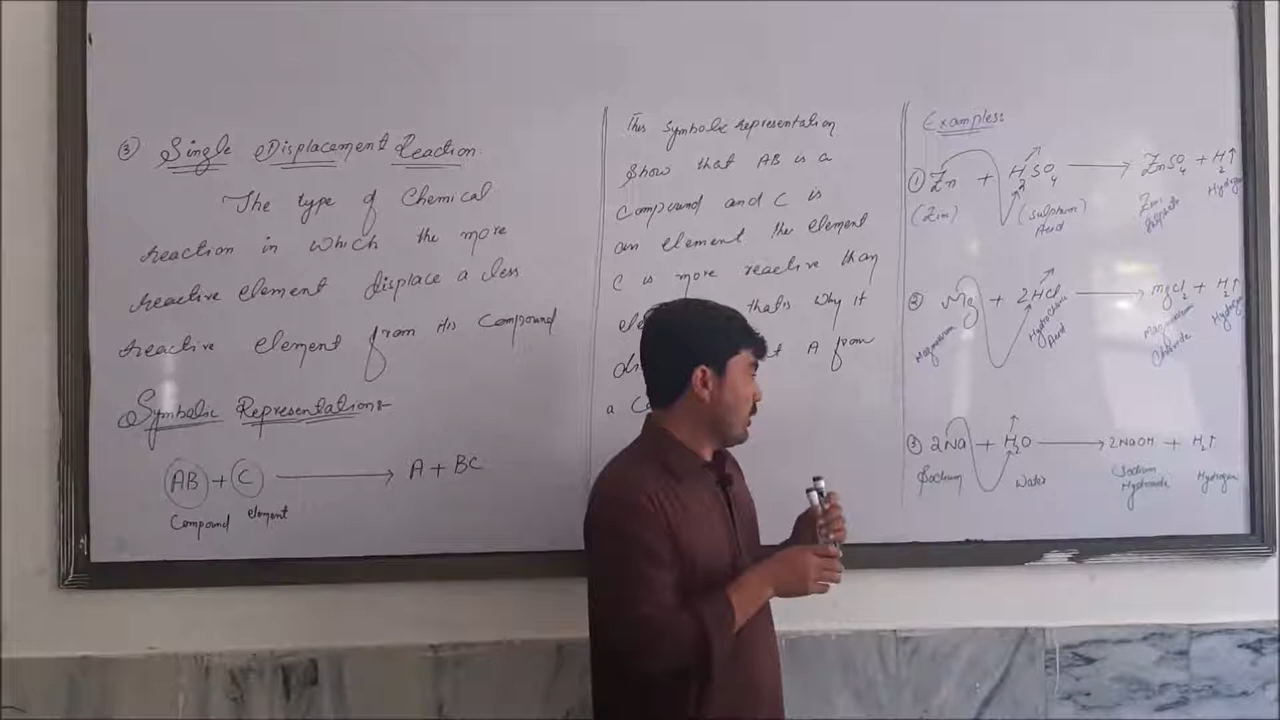 ③ Single Displacement Reaction:
The type of Chemical
reaction in which the more
reactive element displace a less
reactive element from its Compound
Symbolic Representation:-
AB + C → A + BC
Compound element
This Symbolic representation
Show that AB is a
Compound and C is
an element the element
C is more reactive than
that's why it
A from
a
Examples:
① Zn + H2SO4 → ZnSO4 + H2↑
(Zinc) (Sulphuric Acid) Zinc Sulphate Hydrogen
② Mg + 2HCl → MgCl2 + H2↑
Magnesium Hydrochloric Acid Magnesium Chloride Hydrogen
③ 2Na + H2O → 2NaOH + H2↑
Sodium Water Sodium Hydroxide Hydrogen